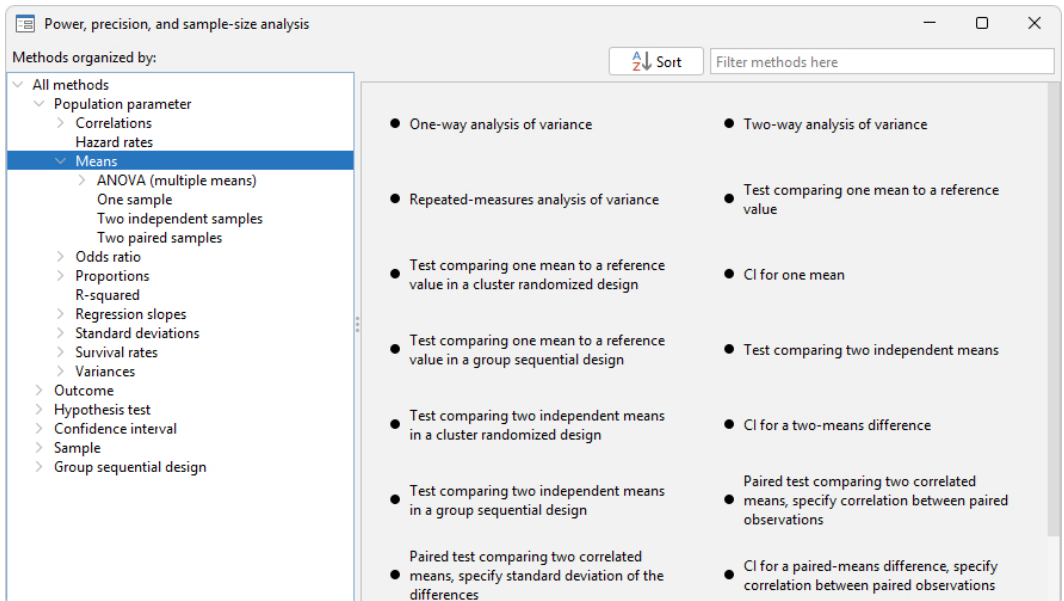 Power, precision, and sample-size analysis
Methods organized by:
Sort
Filter methods here
All methods
Population parameter
Correlations
Hazard rates
Means
ANOVA (multiple means)
One sample
Two independent samples
Two paired samples
Odds ratio
Proportions
R-squared
Regression slopes
Standard deviations
Survival rates
Variances
Outcome
Hypothesis test
Confidence interval
Sample
Group sequential design
One-way analysis of variance
Two-way analysis of variance
Repeated-measures analysis of variance
Test comparing one mean to a reference
value
Test comparing one mean to a reference
value in a cluster randomized design
CI for one mean
Test comparing one mean to a reference
value in a group sequential design
Test comparing two independent means
Test comparing two independent means
in a cluster randomized design
CI for a two-means difference
Test comparing two independent means
in a group sequential design
Paired test comparing two correlated
means, specify correlation between paired
observations
Paired test comparing two correlated
means, specify standard deviation of the
differences
CI for a paired-means difference, specify
correlation between paired observations